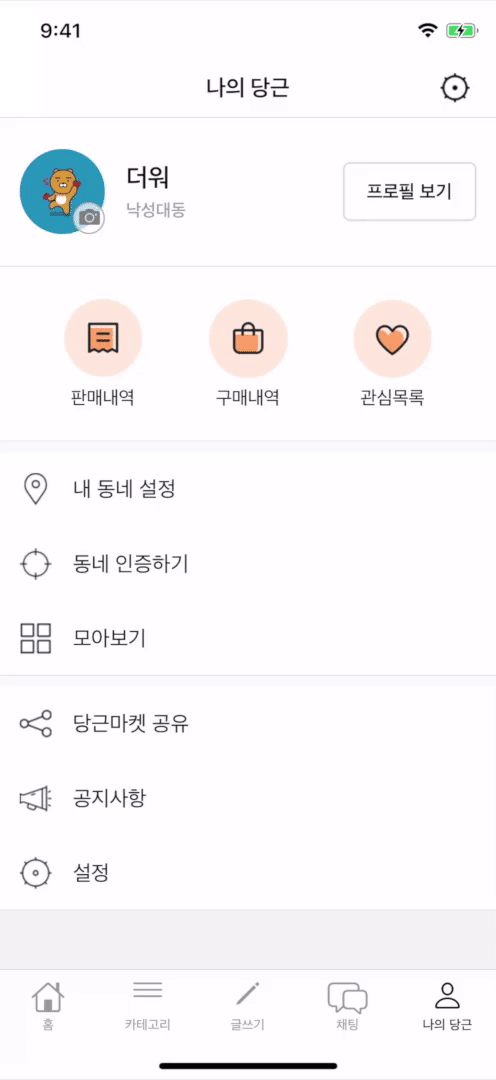 9:41
나의 당근
더워
낙성대동
프로필 보기
판매내역
구매내역
관심목록
내 동네 설정
동네 인증하기
모아보기
당근마켓 공유
공지사항
설정
홈
카테고리
글쓰기
채팅
나의 당근